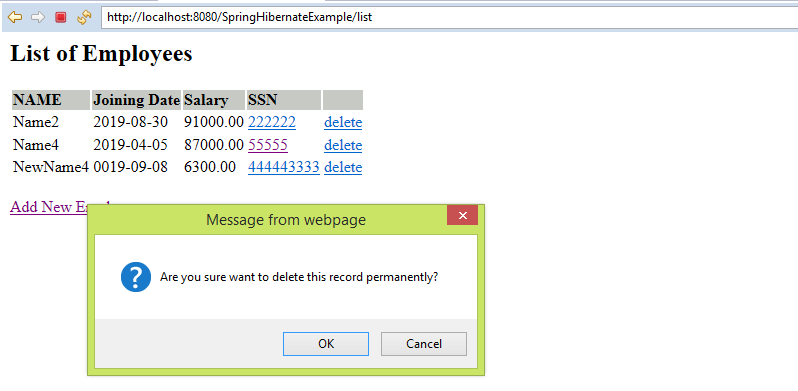 http://localhost:8080/SpringHibernateExample/list
List of Employees
NAME Joining Date Salary SSN
Name2 2019-08-30 91000.00 222222 delete
Name4 2019-04-05 87000.00 55555 delete
NewName4 0019-09-08 6300.00 444443333 delete
Add New
Message from webpage
Are you sure want to delete this record permanently?
OK Cancel